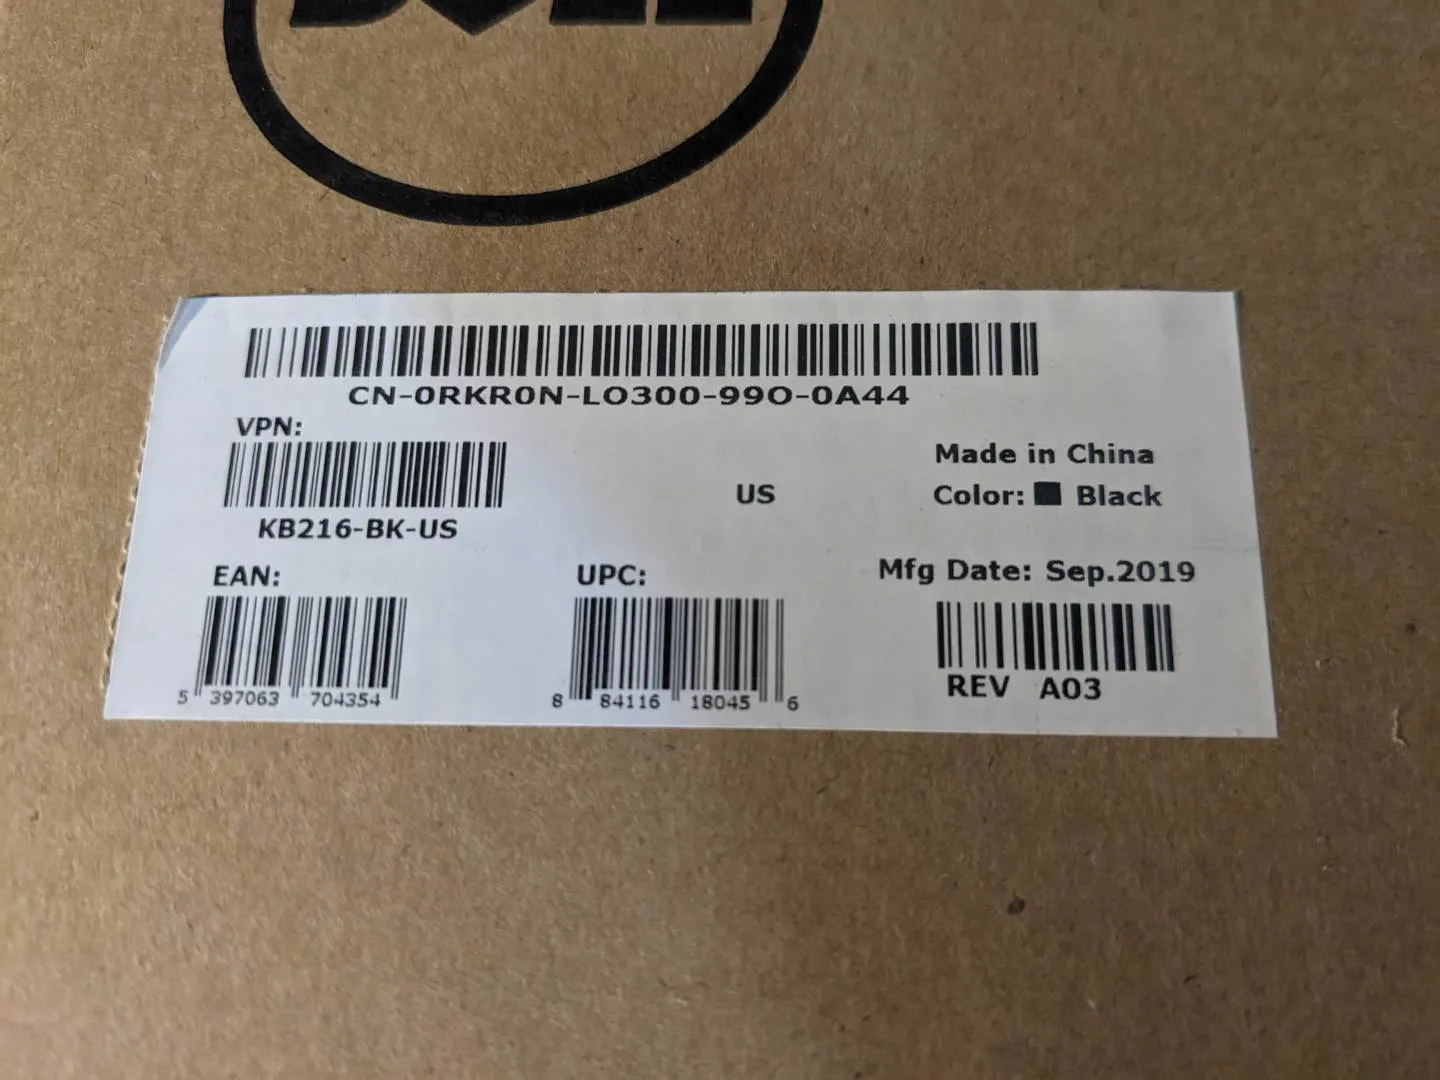 CN-0RKR0N-LO300-99O-0A44
VPN:
KB216-BK-US
US
Made in China
Color: Black
EAN:
5 397063 704354
UPC:
8 84116 18045 6
Mfg Date: Sep.2019
REV A03